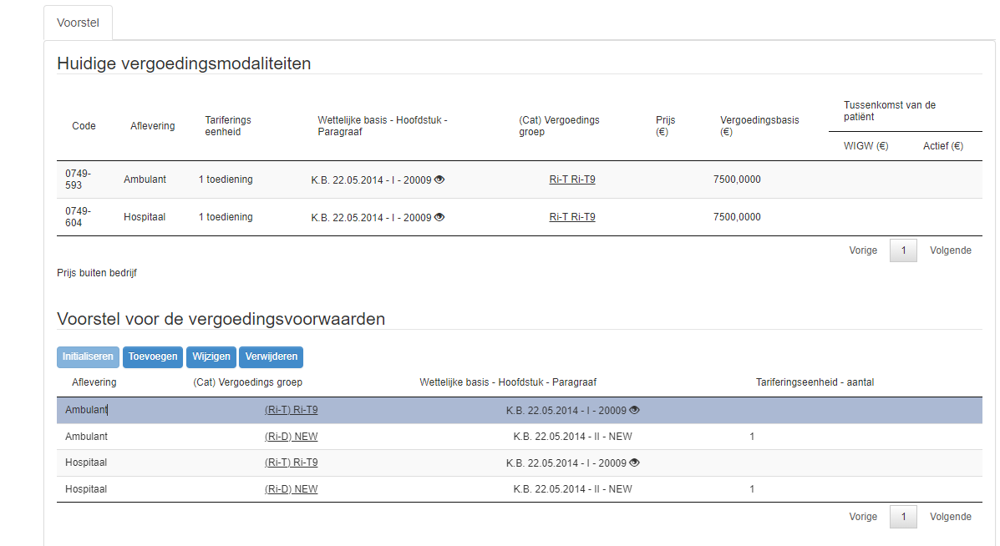 Voorstel
Huidige vergoedingsmodaliteiten
Code Aflevering Tariferings eenheid Wettelijke basis - Hoofdstuk - Paragraaf (Cat) Vergoedings groep Prijs (€) Vergoedingsbasis (€) Tussenkomst van de patiënt
WIGW (€) Actief (€)
0749-593 Ambulant 1 toediening K.B. 22.05.2014 - I - 20009 Ri-T Ri-T9 7500,0000
0749-604 Hospitaal 1 toediening K.B. 22.05.2014 - I - 20009 Ri-T Ri-T9 7500,0000
Vorige 1 Volgende
Prijs buiten bedrijf
Voorstel voor de vergoedingsvoorwaarden
Initialiseren Toevoegen Wijzigen Verwijderen
Aflevering (Cat) Vergoedings groep Wettelijke basis - Hoofdstuk - Paragraaf Tariferingseenheid - aantal
Ambulant (Ri-T) Ri-T9 K.B. 22.05.2014 - I - 20009
Ambulant (Ri-D) NEW K.B. 22.05.2014 - II - NEW 1
Hospitaal (Ri-T) Ri-T9 K.B. 22.05.2014 - I - 20009
Hospitaal (Ri-D) NEW K.B. 22.05.2014 - II - NEW 1
Vorige 1 Volgende